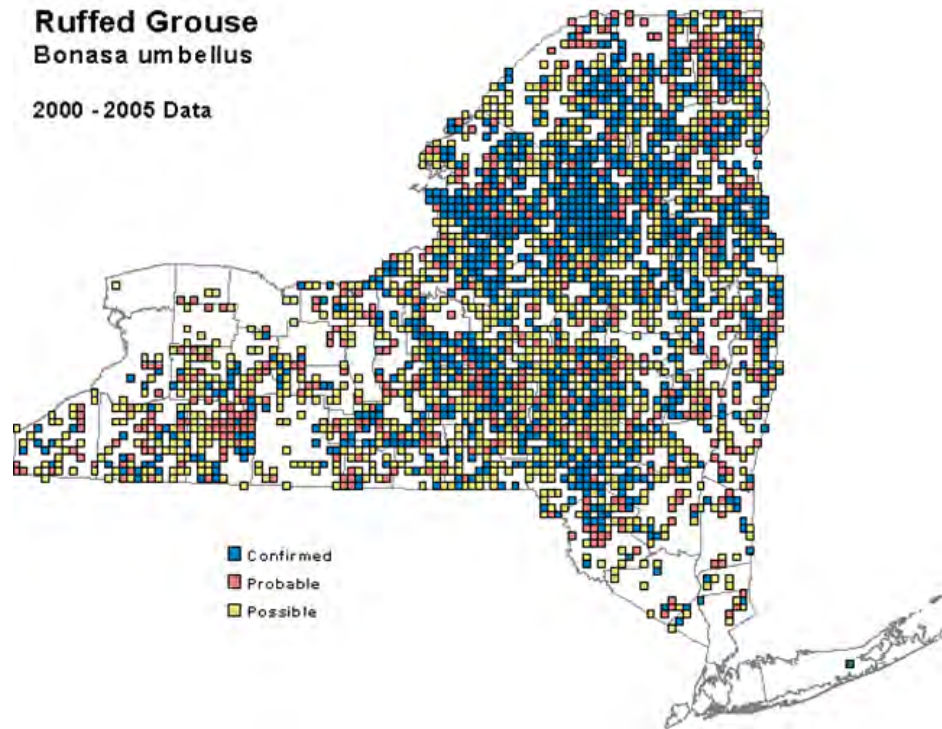 Ruffed Grouse
Bonasa umbellus
2000 - 2005 Data
Confirmed
Probable
Possible